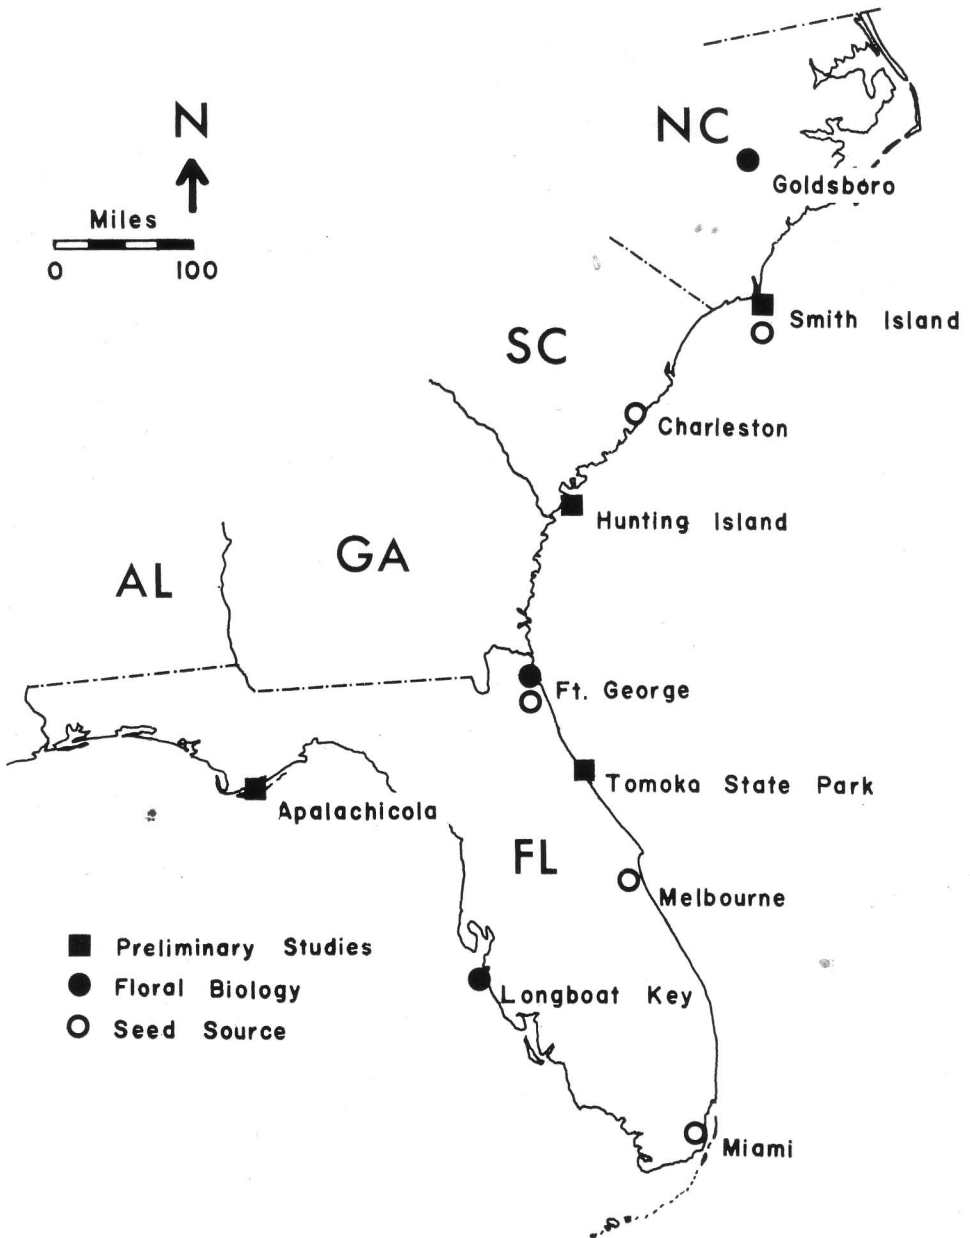 N
NC
Goldsboro
Miles
0 100
Smith Island
SC
Charleston
Hunting Island
GA
AL
Ft. George
Tomoka State Park
Apalachicola
FL
Melbourne
Preliminary Studies
Floral Biology
Longboat Key
Seed Source
Miami